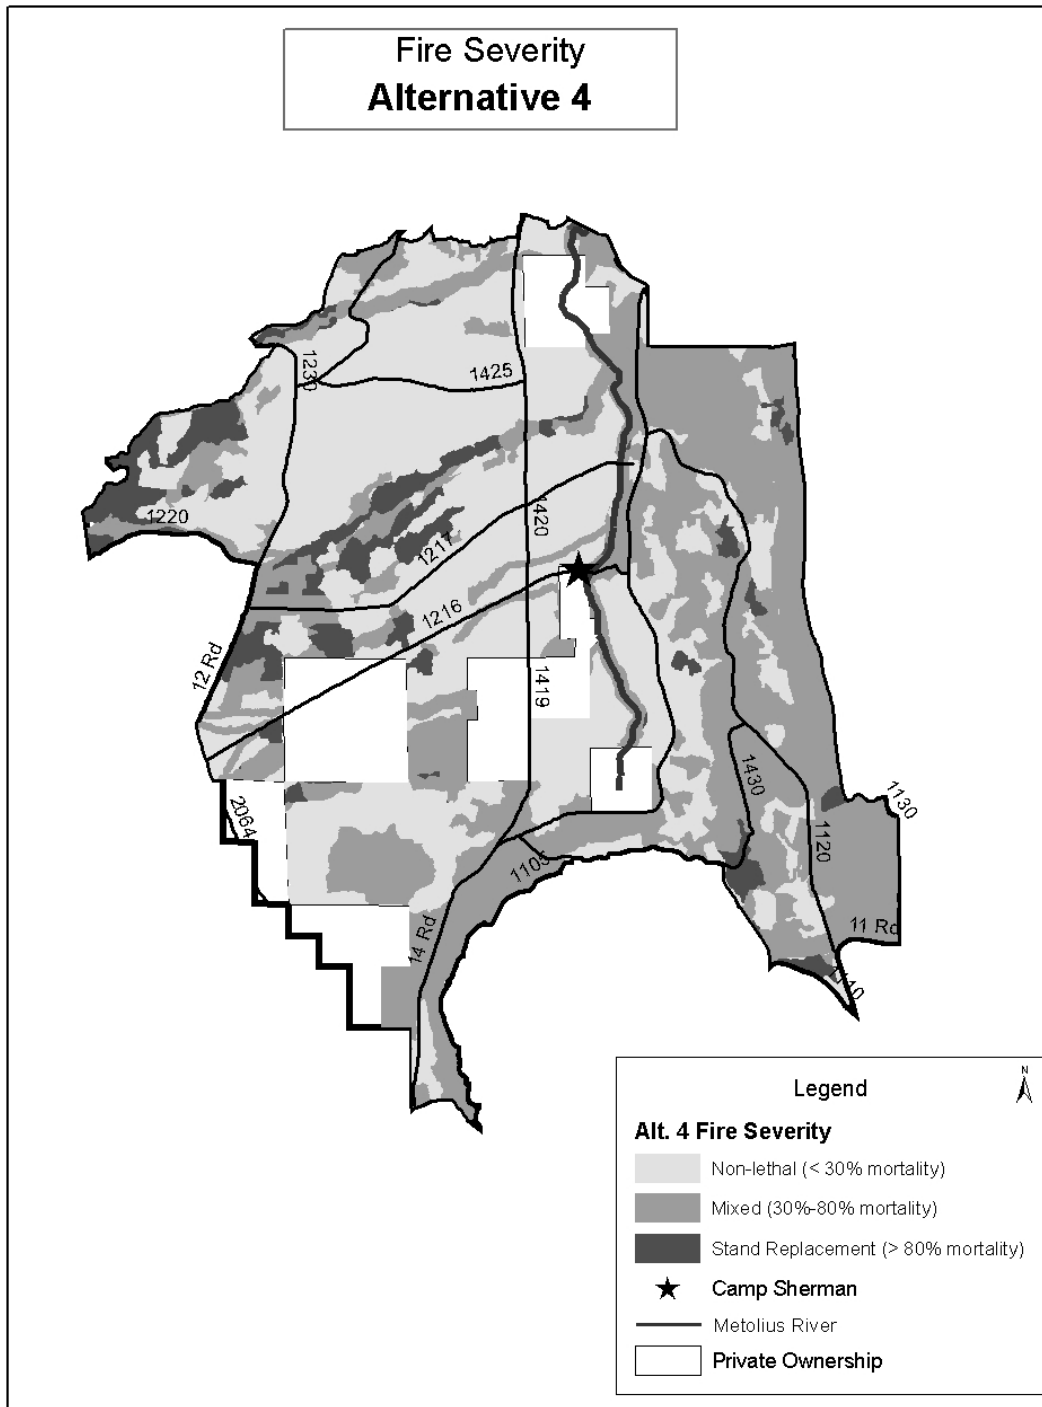 Fire Severity
Alternative 4
1230
1425
1220
1217
1420
1216
12 Rd
1419
2064
1430
1130
1120
1105
14 Rd
11 Rd
N
Legend
Alt. 4 Fire Severity
Non-lethal (< 30% mortality)
Mixed (30%-80% mortality)
Stand Replacement (> 80% mortality)
Camp Sherman
Metolius River
Private Ownership